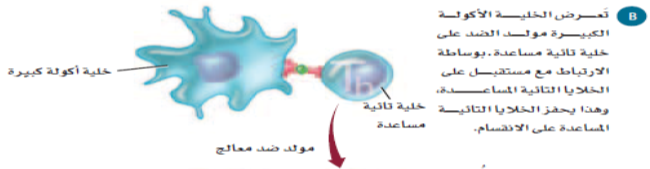 B
تعرض الخلية الأكولة
الكبيرة مولد الضد على
خلية تائية مساعدة، بوساطة
الارتباط مع مستقبل على
الخلايا التائية المساعدة،
وهذا يحفز الخلايا التائية
المساعدة على الانقسام.
خلية أكولة كبيرة
Th
خلية تائية
مساعدة
مولد ضد معالج